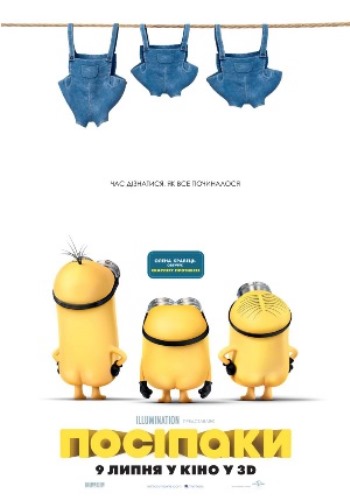 ЧАС ДІЗНАТИСЯ, ЯК ВСЕ ПОЧИНАЛОСЯ
ILLUMINATION
ПОСІПАКИ
9 ЛИПНЯ У КІНО У 3D